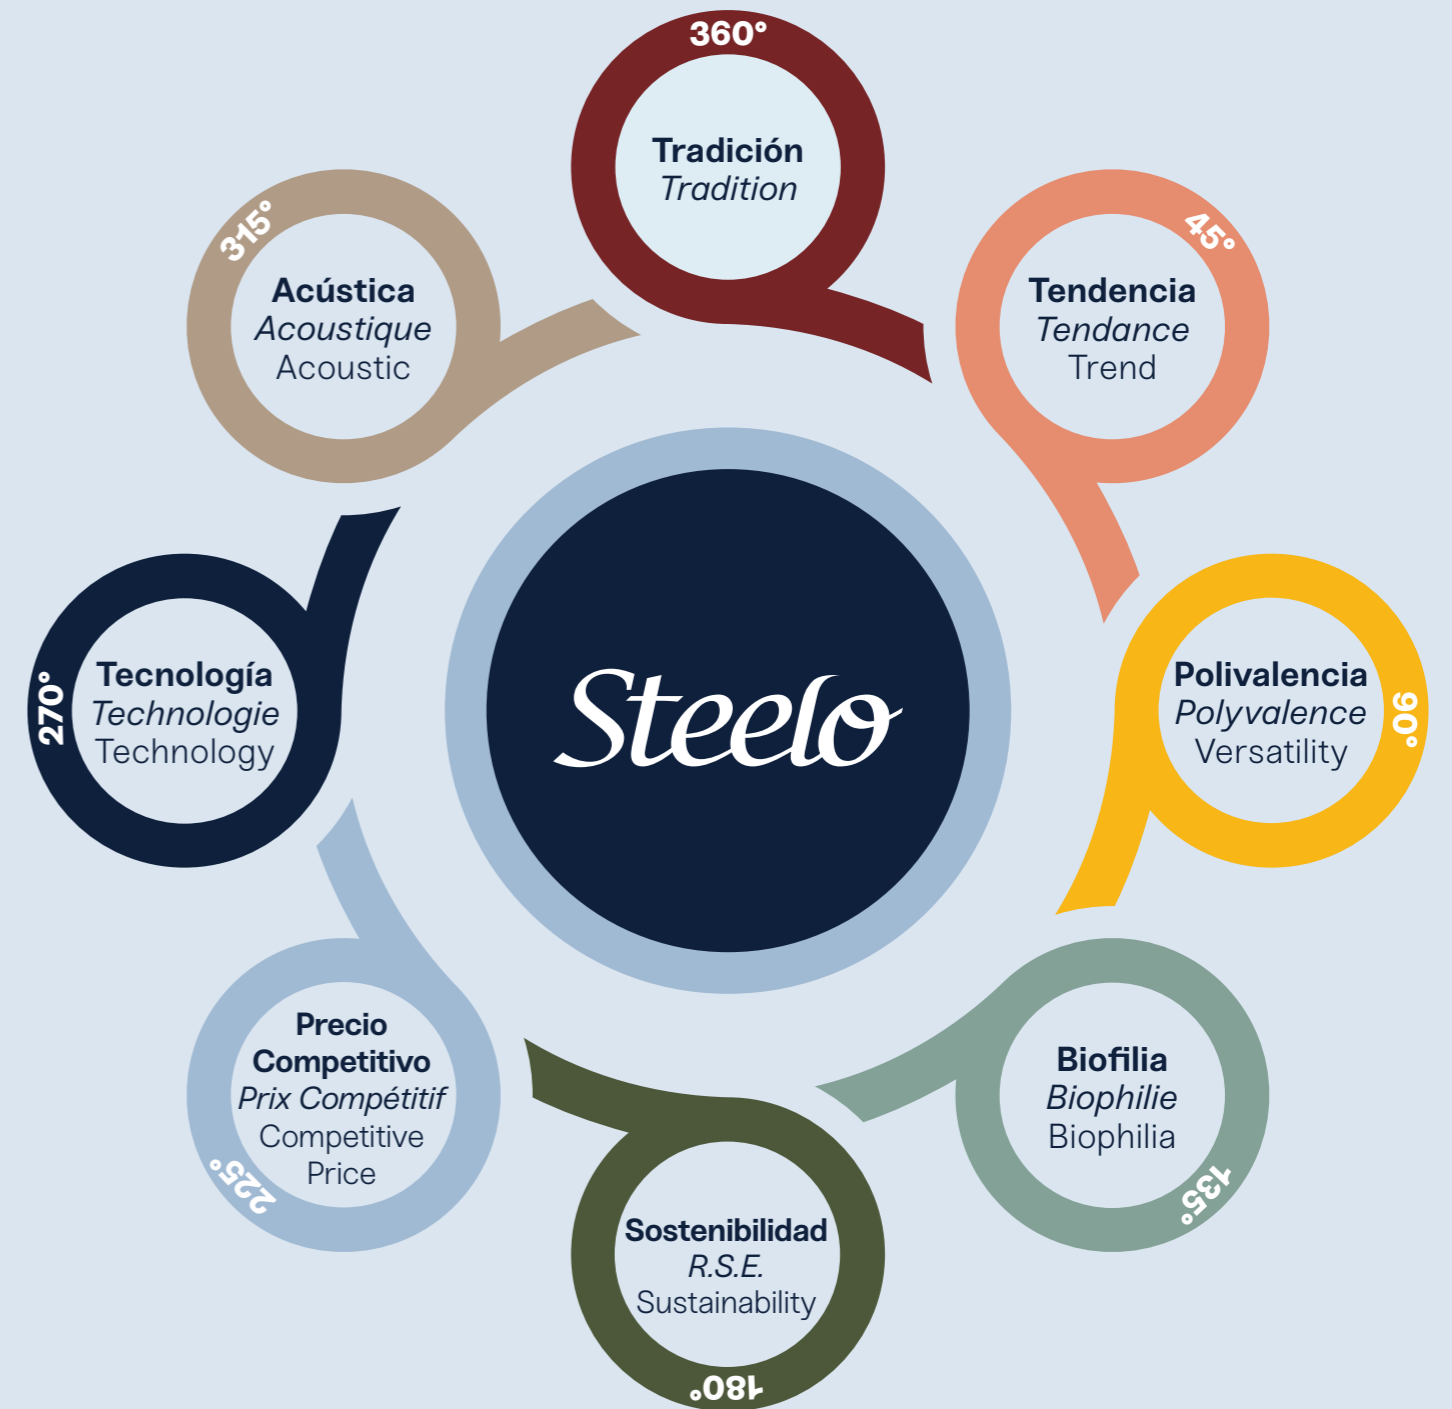 360°
Tradición
Tradition
45°
Tendencia
Tendance
Trend
90°
Polivalencia
Polyvalence
Versatility
135°
Biofilia
Biophilie
Biophilia
180°
Sostenibilidad
R.S.E.
Sustainability
225°
Precio
Competitivo
Prix Compétitif
Competitive
Price
270°
Tecnología
Technologie
Technology
315°
Acústica
Acoustique
Acoustic
Steelo